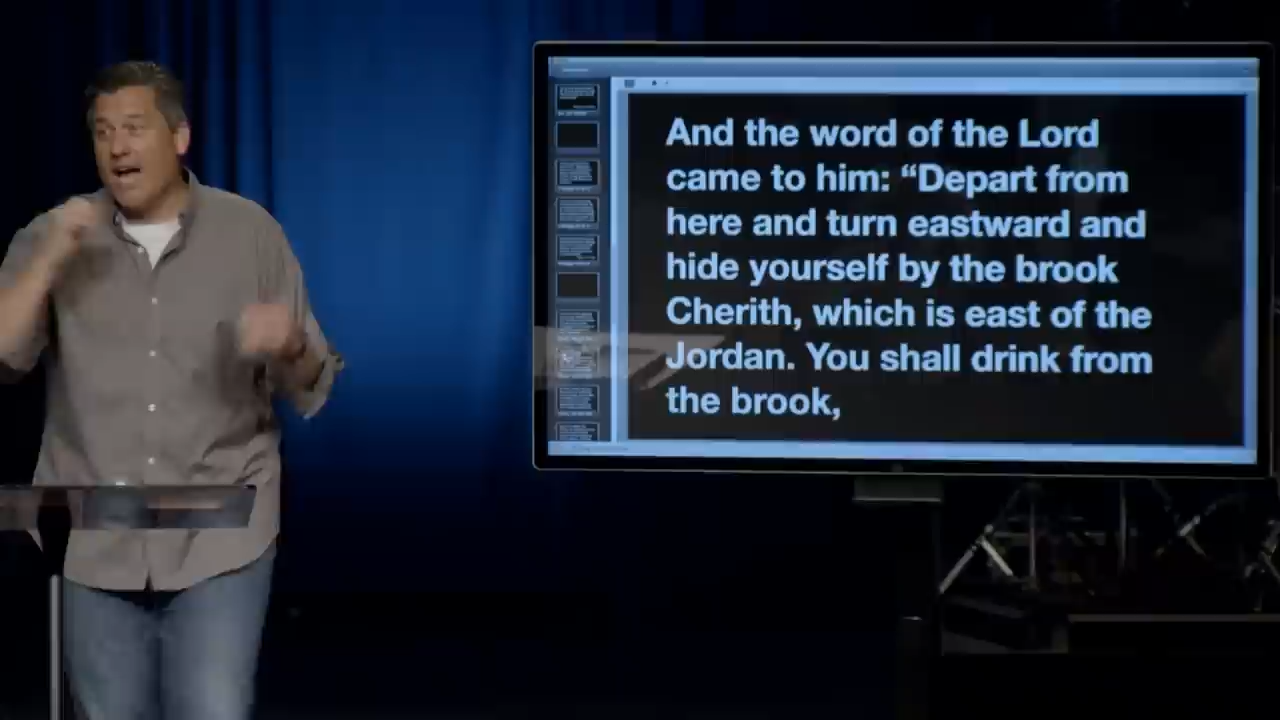 And the word of the Lord
came to him: “Depart from
here and turn eastward and
hide yourself by the brook
Cherith, which is east of the
Jordan. You shall drink from
the brook,